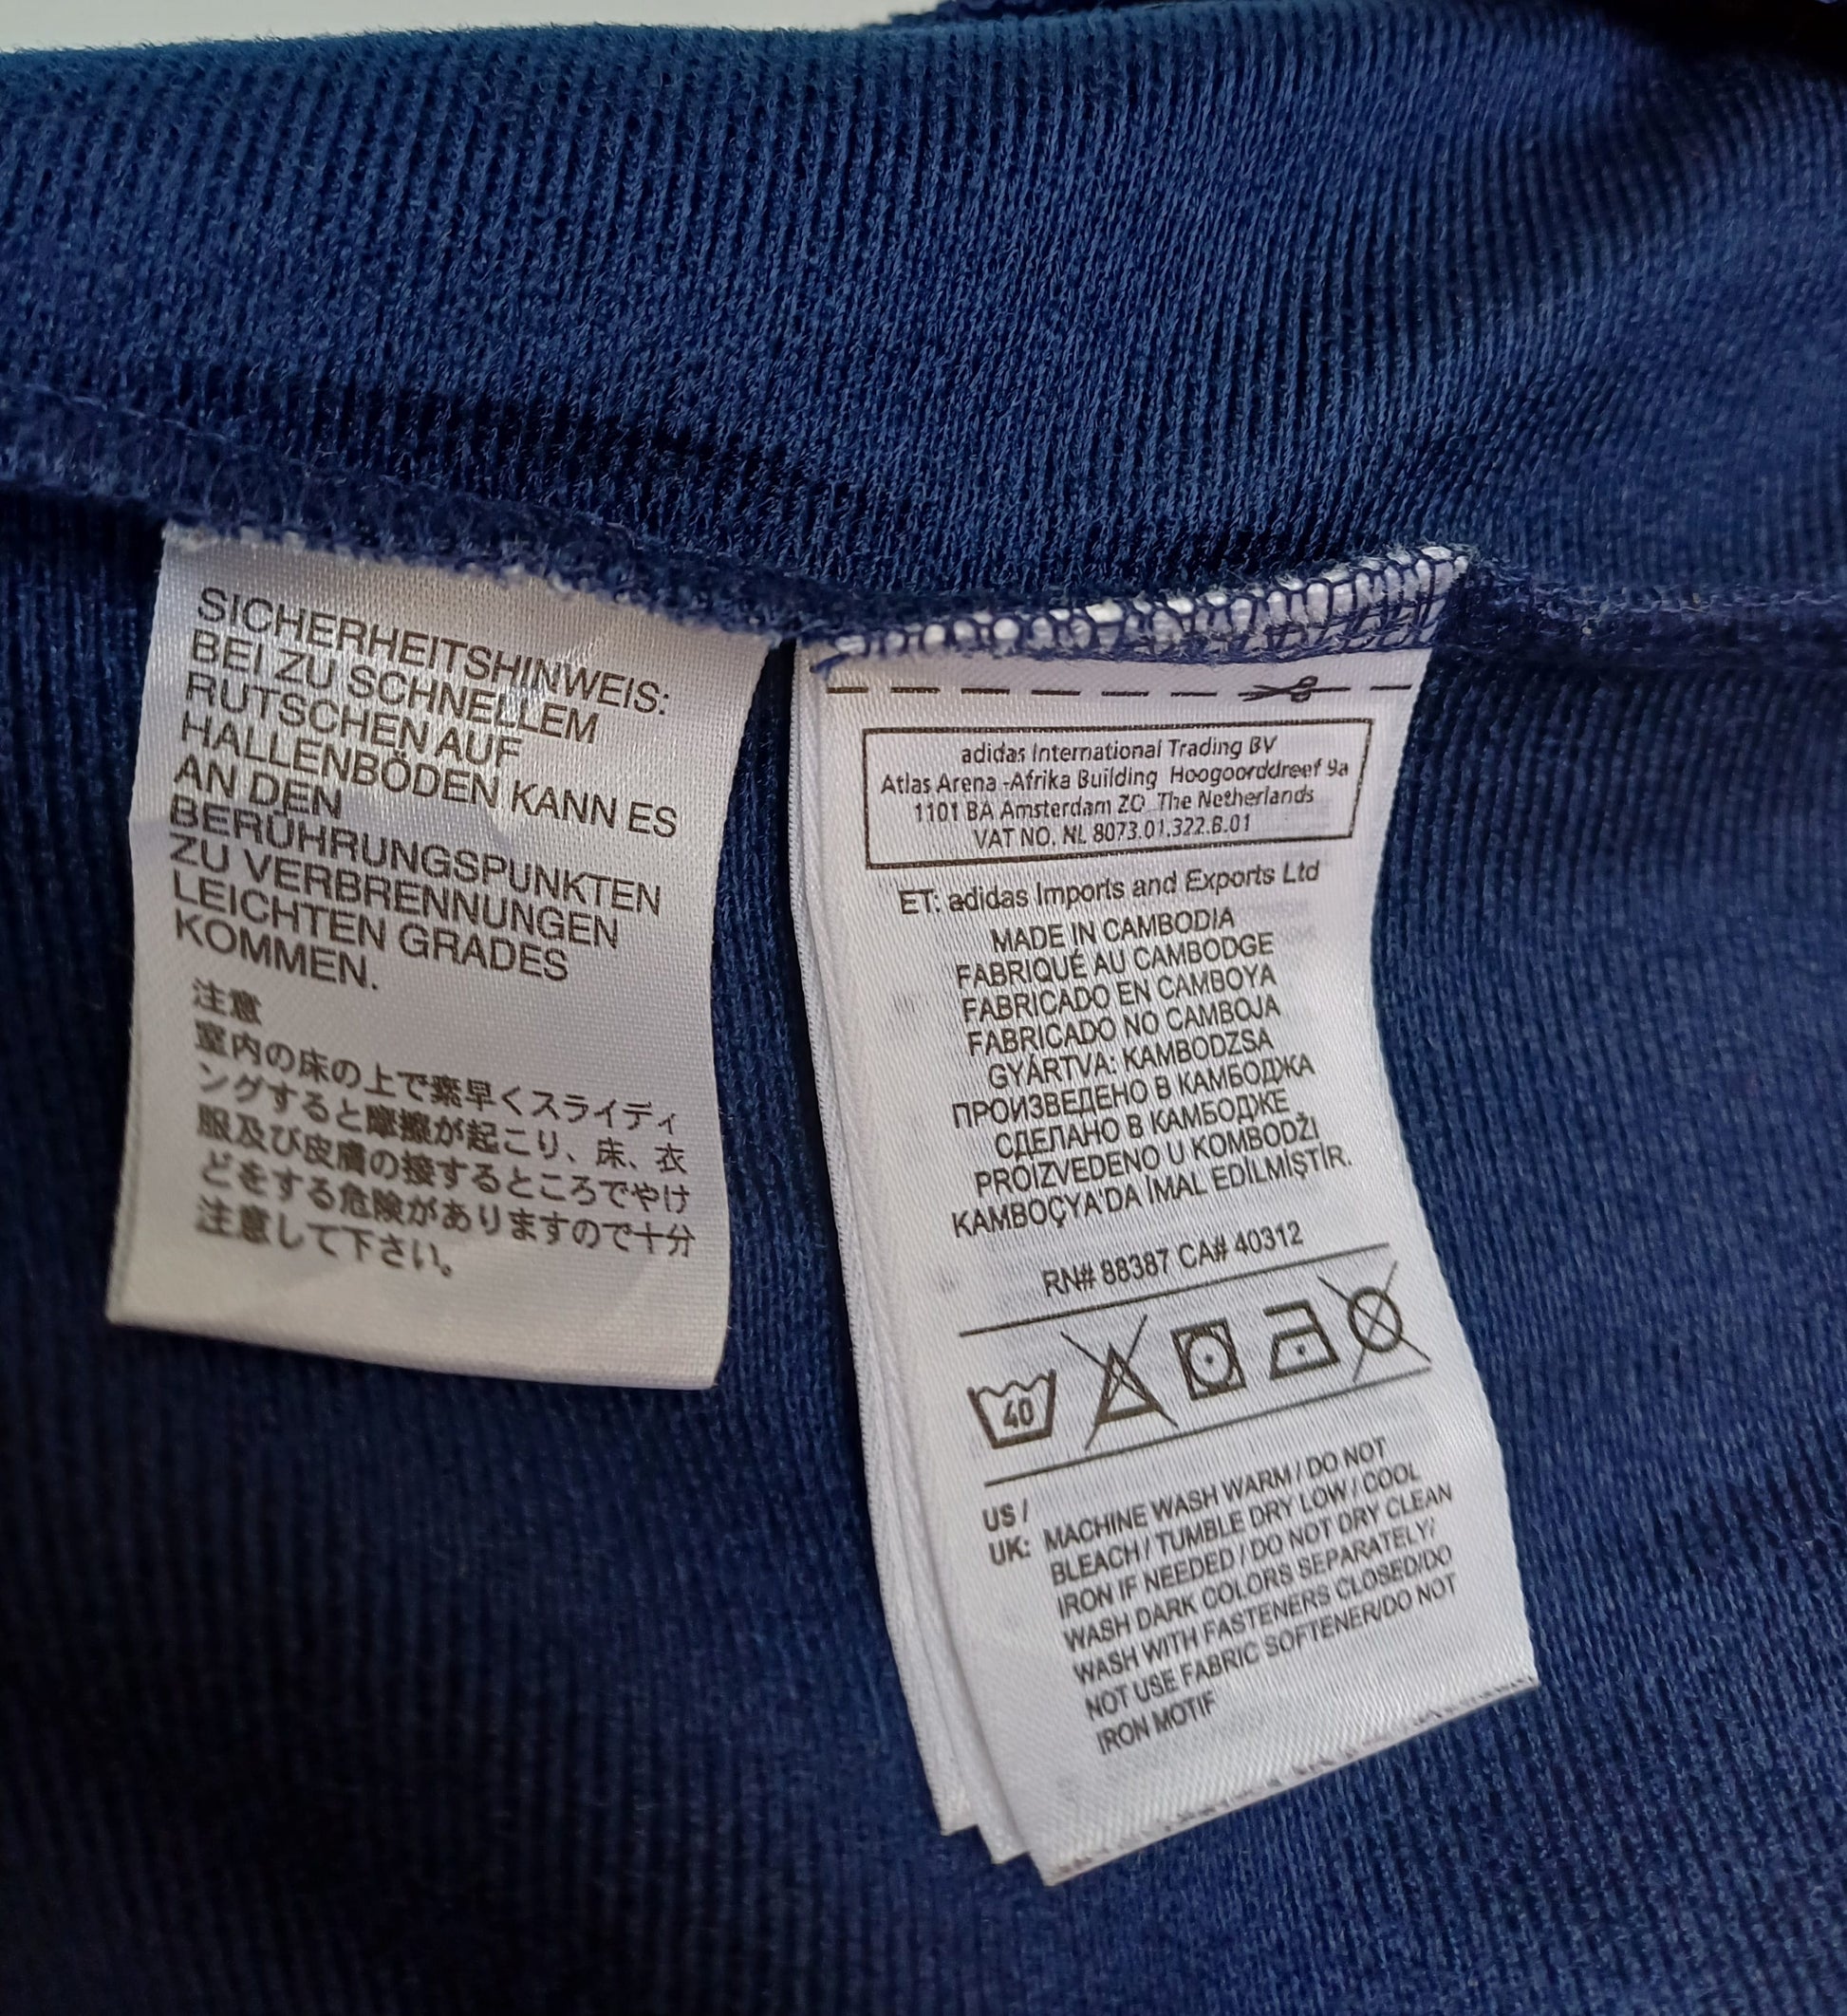 SICHERHEITSHINWEIS:
BEI ZU SCHNELLEM
RUTSCHEN AUF
HALLENBÖDEN KANN ES
AN DEN
BERÜHRUNGSPUNKTEN
ZU VERBRENNUNGEN
LEICHTEN GRADES
KOMMEN.
注意
室内の床の上で素早くスライディ
ングすると摩擦が起こり、床、衣
服及び皮膚の接するところでやけ
どをする危険がありますので十分
注意して下さい。
adidas International Trading BV
Atlas Arena -Afrika Building Hoogoorddreef 9a
1101 BA Amsterdam ZO The Netherlands
VAT NO. NL 8073.01.322.B.01
ET: adidas Imports and Exports Ltd
MADE IN CAMBODIA
FABRIQUÉ AU CAMBODGE
FABRICADO EN CAMBOYA
FABRICADO NO CAMBOJA
GYÁRTVA: KAMBODZSA
ПРОИЗВЕДЕНО В КАМБОДЖА
СДЕЛАНО В КАМБОДЖЕ
PROIZVEDENO U KOMBODŽI
KAMBOÇYA'DA İMAL EDİLMİŞTİR.
RN# 88387 CA# 40312
40
US /
UK: MACHINE WASH WARM / DO NOT
BLEACH / TUMBLE DRY LOW / COOL
IRON IF NEEDED / DO NOT DRY CLEAN
WASH DARK COLORS SEPARATELY/
WASH WITH FASTENERS CLOSED/DO
NOT USE FABRIC SOFTENER/DO NOT
IRON MOTIF